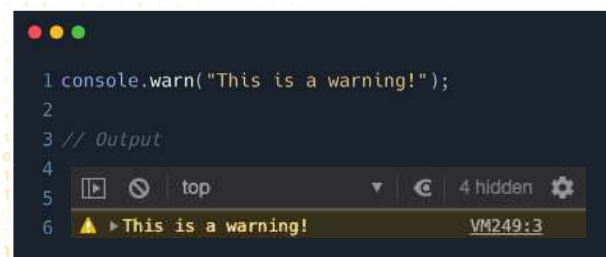 1 console.warn("This is a warning!");
2
3 // Output
4
5 top 4 hidden
6 This is a warning! VM249:3